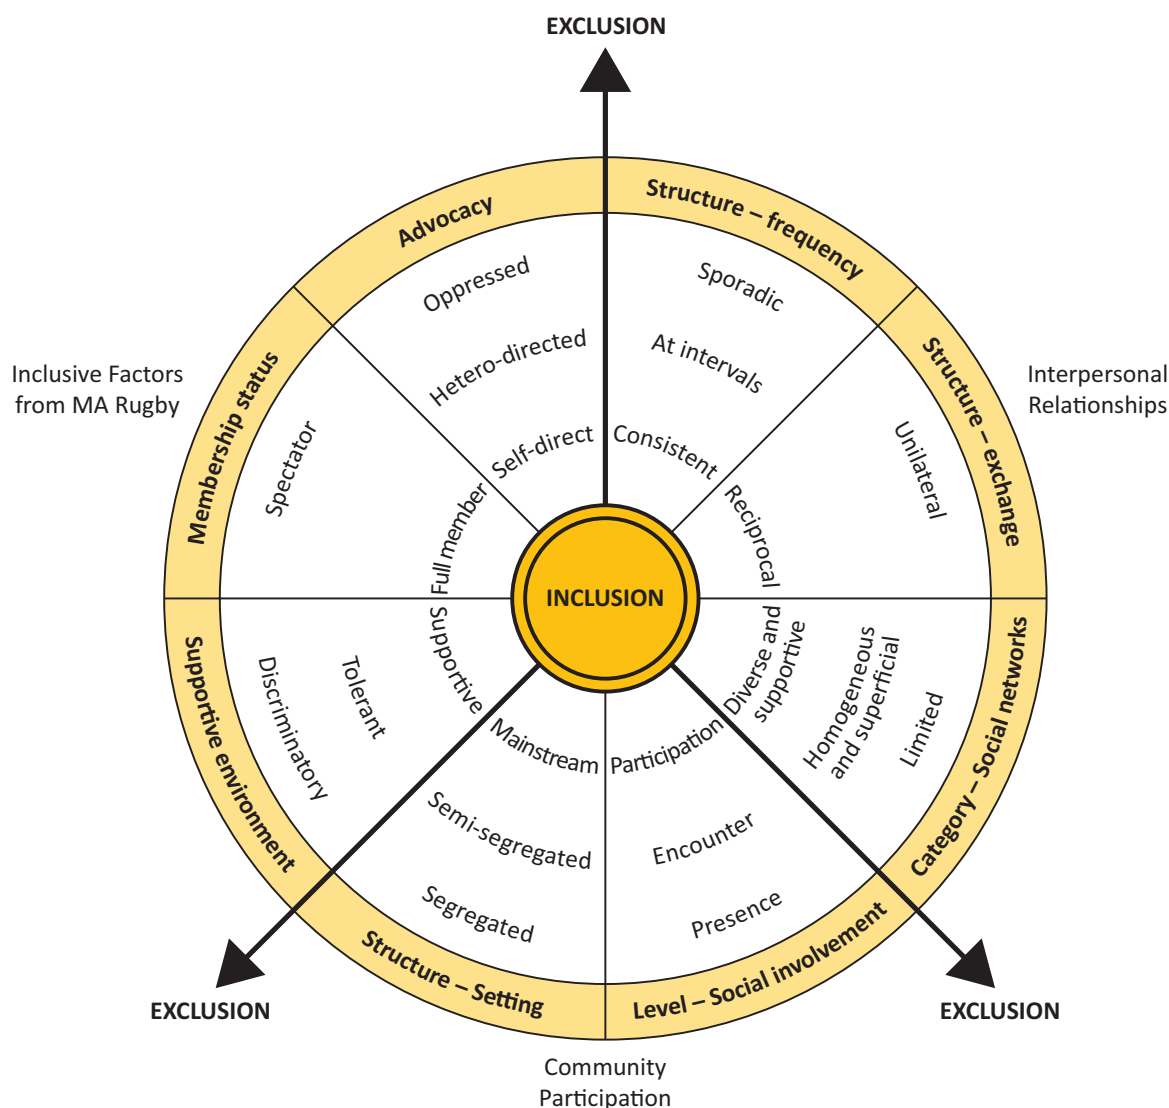 EXCLUSION
Advocacy
Structure – frequency
Oppressed
Sporadic
Hetero-directed
At intervals
Self-direct
Consistent
Inclusive Factors
from MA Rugby
Membership status
Spectator
Full member
Structure – exchange
Unilateral
Reciprocal
Interpersonal
Relationships
INCLUSION
Supportive environment
Discriminatory
Tolerant
Supportive
Diverse and
supportive
Homogeneous
and superficial
Limited
Category – Social networks
Mainstream
Participation
Semi-segregated
Encounter
Segregated
Presence
Structure – Setting
Level – Social involvement
EXCLUSION
EXCLUSION
Community
Participation